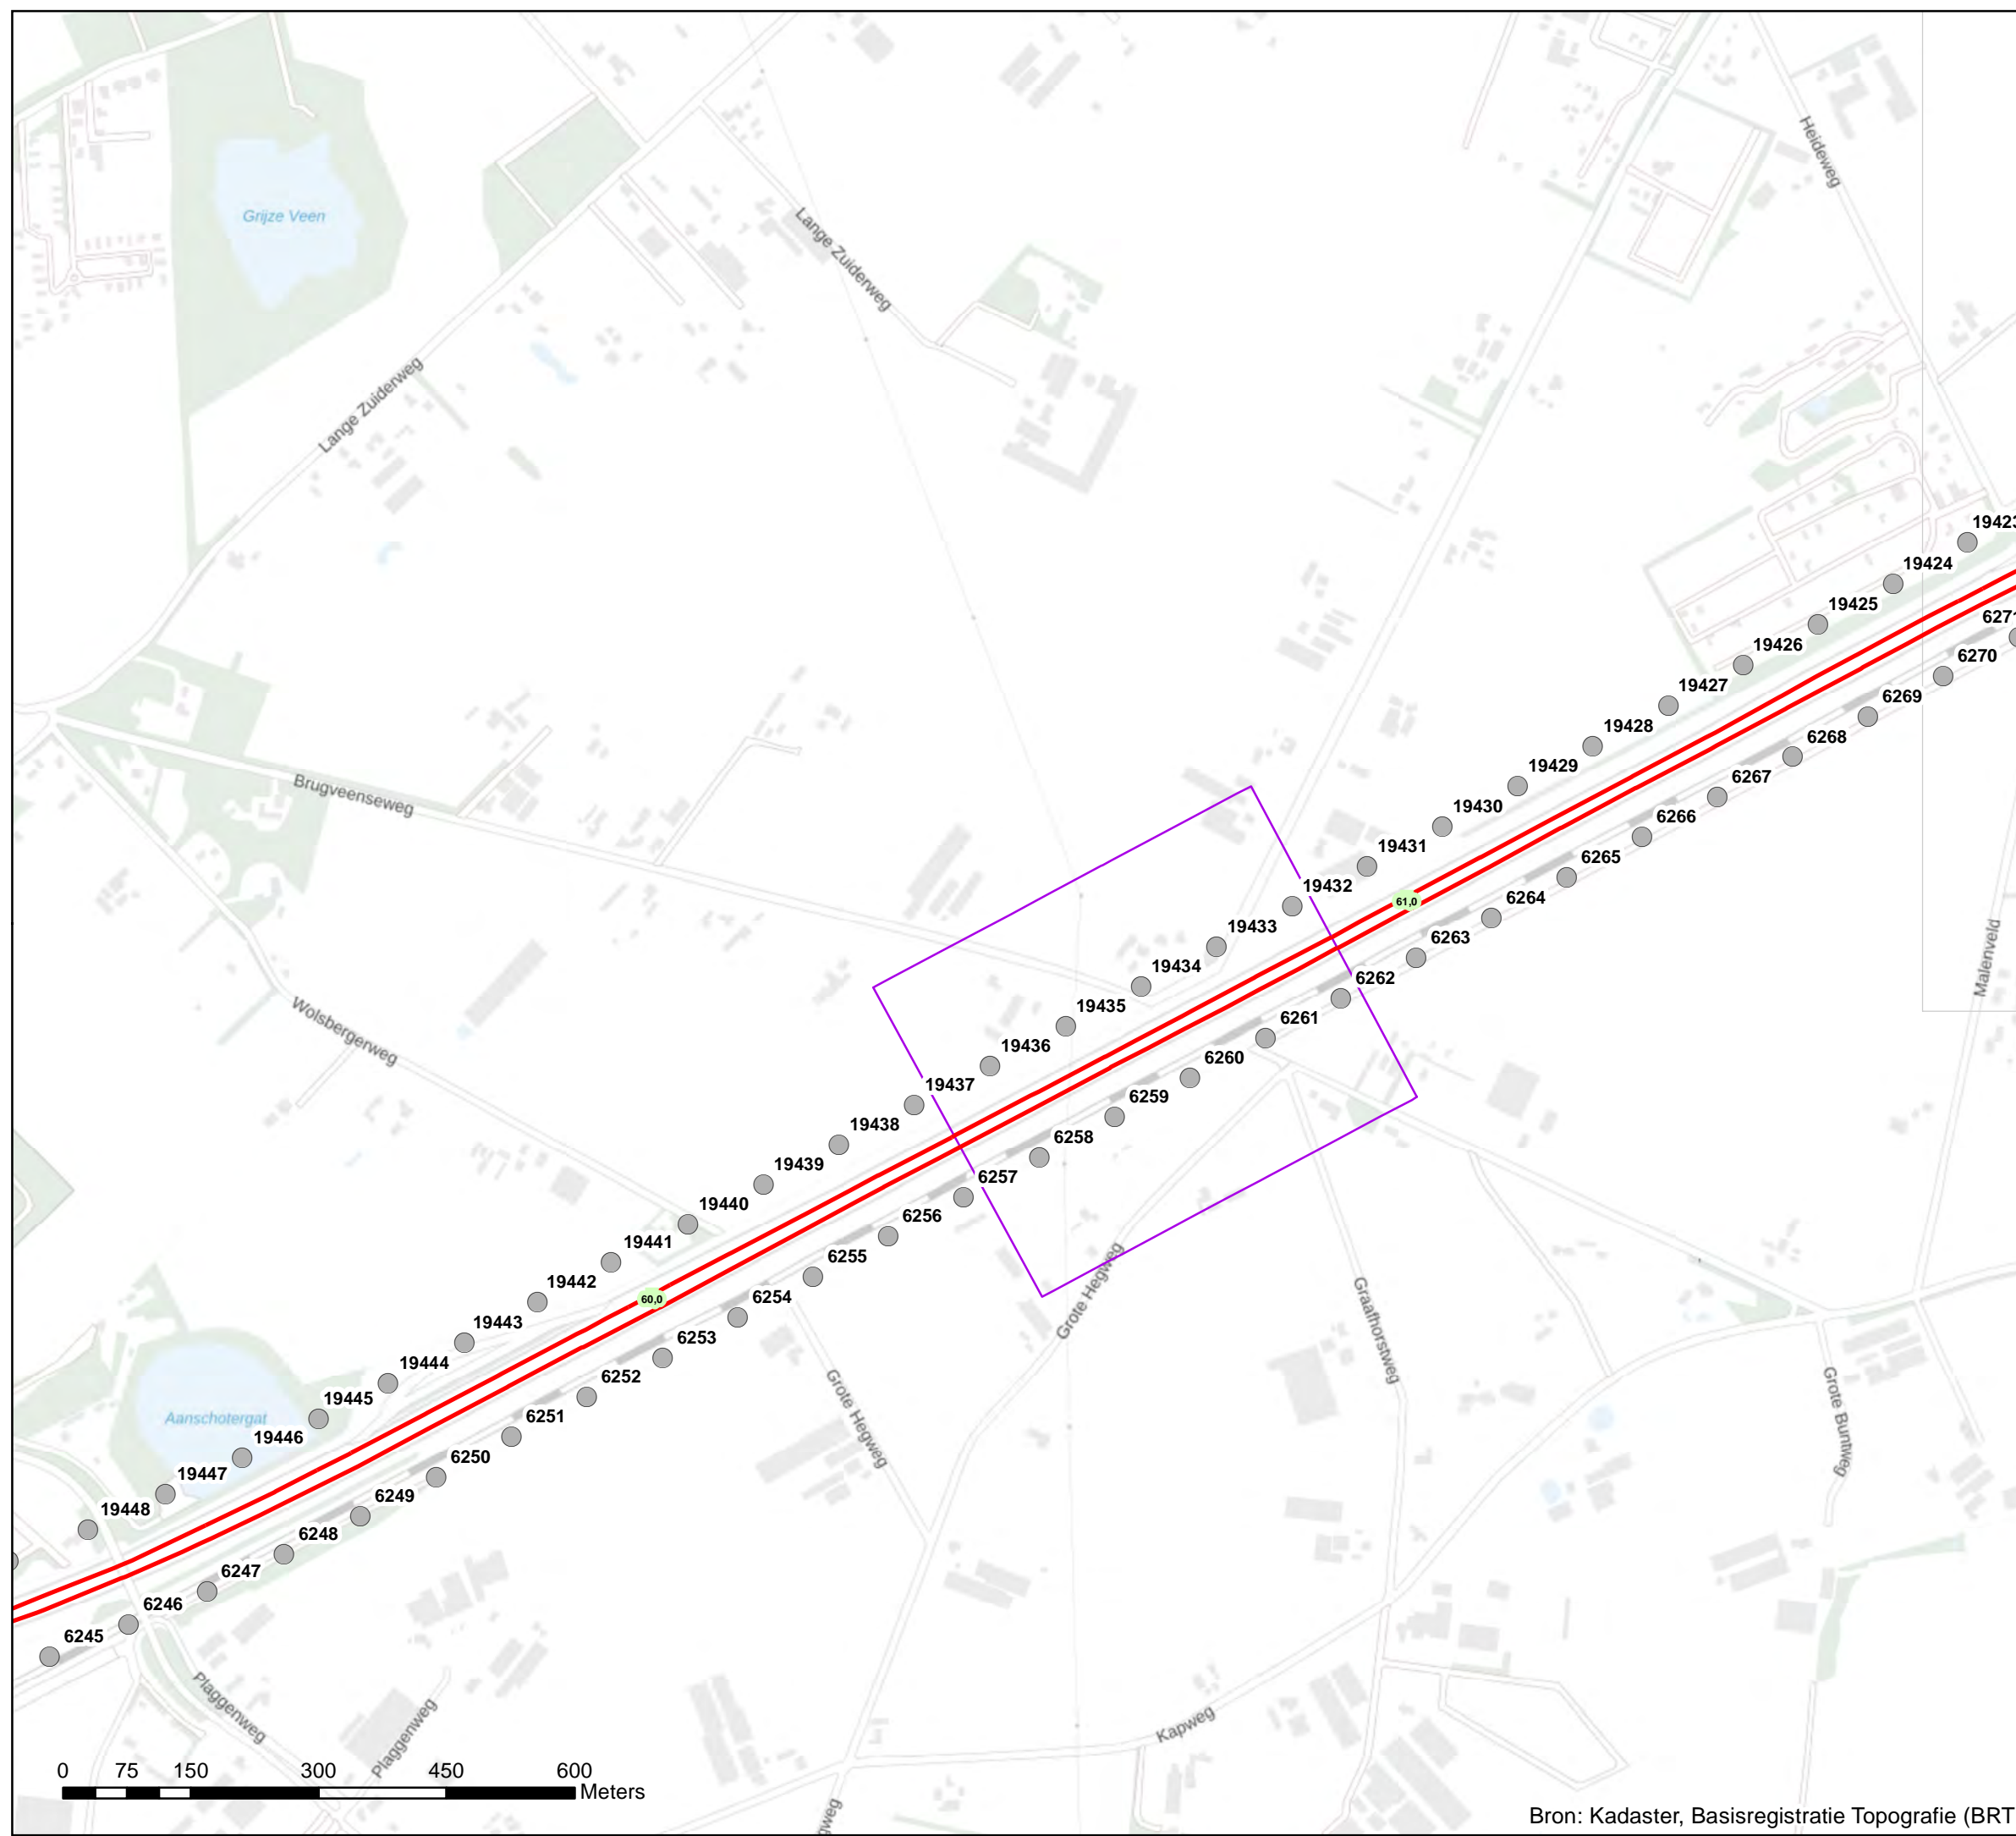 Heideweg
Grijze Veen
Lange Zuiderweg
Lange Zuiderweg
19423
19424
19425
6271
19426
6270
19427
6269
19428
6268
19429
6267
Brugveenseweg
19430
6266
19431
6265
61,0
19432
6264
19433
6263
Malenveld
19434
6262
19435
6261
Wolsbergerweg
19436
6260
19437
6259
19438
6258
19439
6257
19440
6256
19441
6255
19442
60,0
6254
Grote Hegweg
19443
6253
Graafhorstweg
19444
6252
Grote Hegweg
Grote Buntweg
19445
6251
Aanschotergat
19446
6250
19447
6249
19448
6248
6247
6246
6245
Plaggenweg
Plaggenweg
Kapweg
0 75 150 300 450 600
Meters
gweg
Bron: Kadaster, Basisregistratie Topografie (BRT